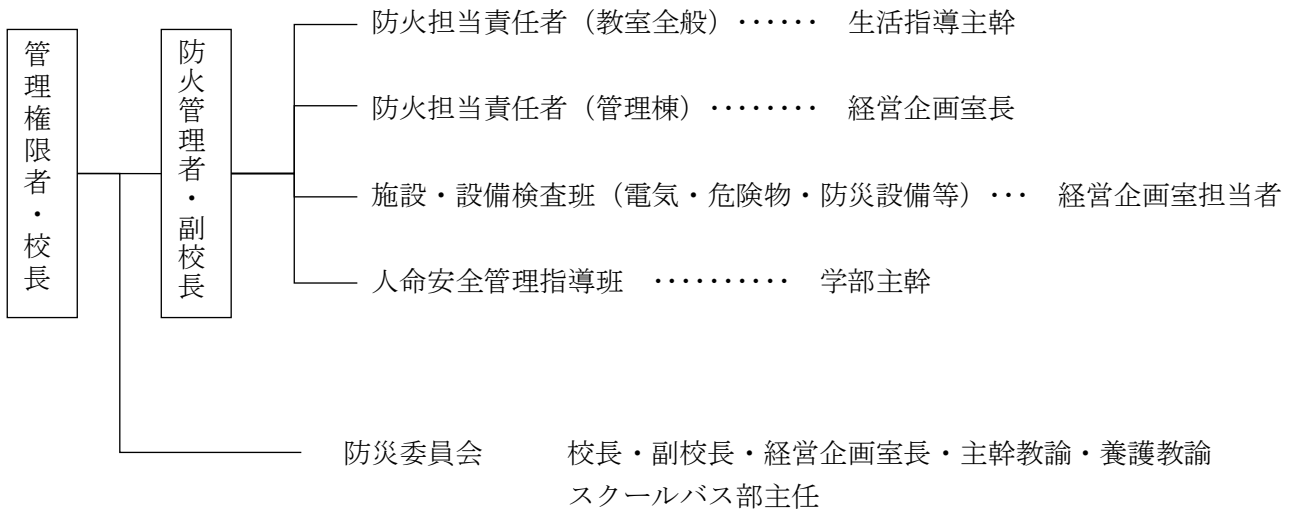 管理権限者・校長
防火管理者・副校長
防火担当責任者（教室全般）‥‥‥　生活指導主幹
防火担当責任者（管理棟）‥‥‥‥　経営企画室長
施設・設備検査班（電気・危険物・防災設備等）‥・　経営企画室担当者
人命安全管理指導班　‥‥‥‥‥　学部主幹
防災委員会　　　校長・副校長・経営企画室長・主幹教諭・養護教諭
スクールバス部主任